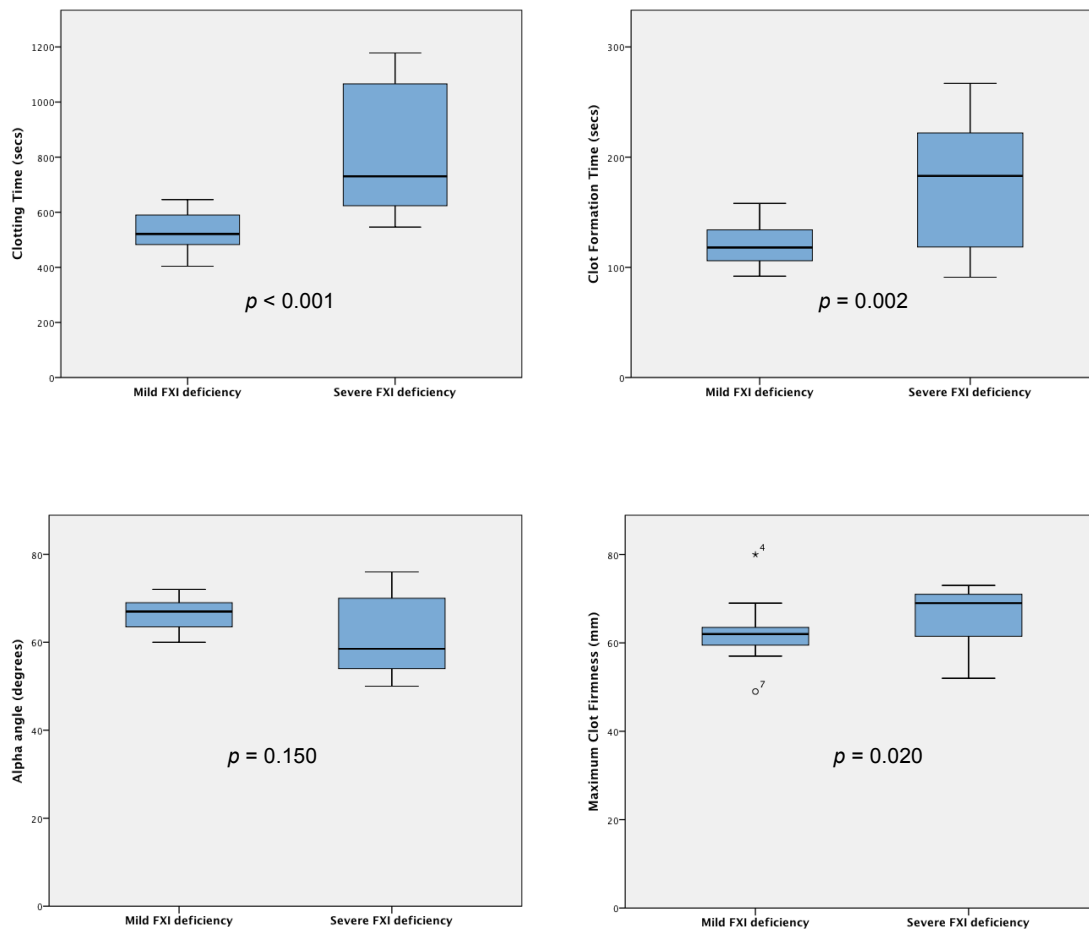 Clotting Time (secs)
1200
1000
800
600
400
200
0
p < 0.001
Mild FXI deficiency
Severe FXI deficiency
Clot Formation Time (secs)
300
200
100
0
p = 0.002
Mild FXI deficiency
Severe FXI deficiency
Alpha angle (degrees)
80
60
40
20
0
p = 0.150
Mild FXI deficiency
Severe FXI deficiency
Maximum Clot Firmness (mm)
80
60
40
20
0
4
7
p = 0.020
Mild FXI deficiency
Severe FXI deficiency